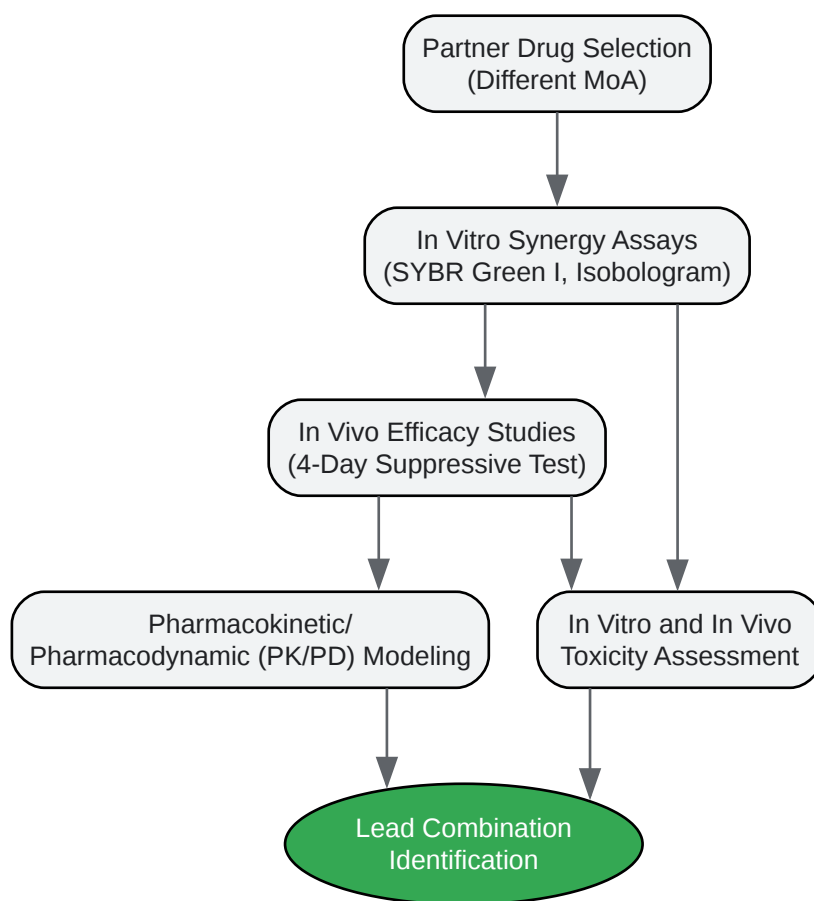 Partner Drug Selection
(Different MoA)
In Vitro Synergy Assays
(SYBR Green I, Isobologram)
In Vivo Efficacy Studies
(4-Day Suppressive Test)
Pharmacokinetic/
Pharmacodynamic (PK/PD) Modeling
In Vitro and In Vivo
Toxicity Assessment
Lead Combination
Identification